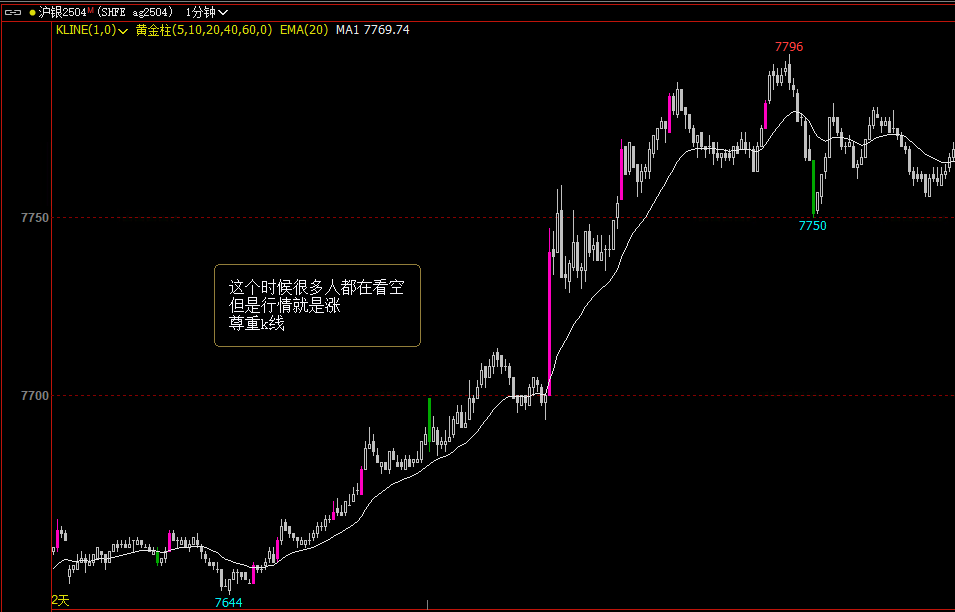 沪银2504M (SHFE ag2504) 1分钟
KLINE(1,0) 黄金柱(5,10,20,40,60,0) EMA(20) MA1 7769.74
7796
7750
7750
这个时候很多人都在看空
但是行情就是涨
尊重k线
7700
2天
7644